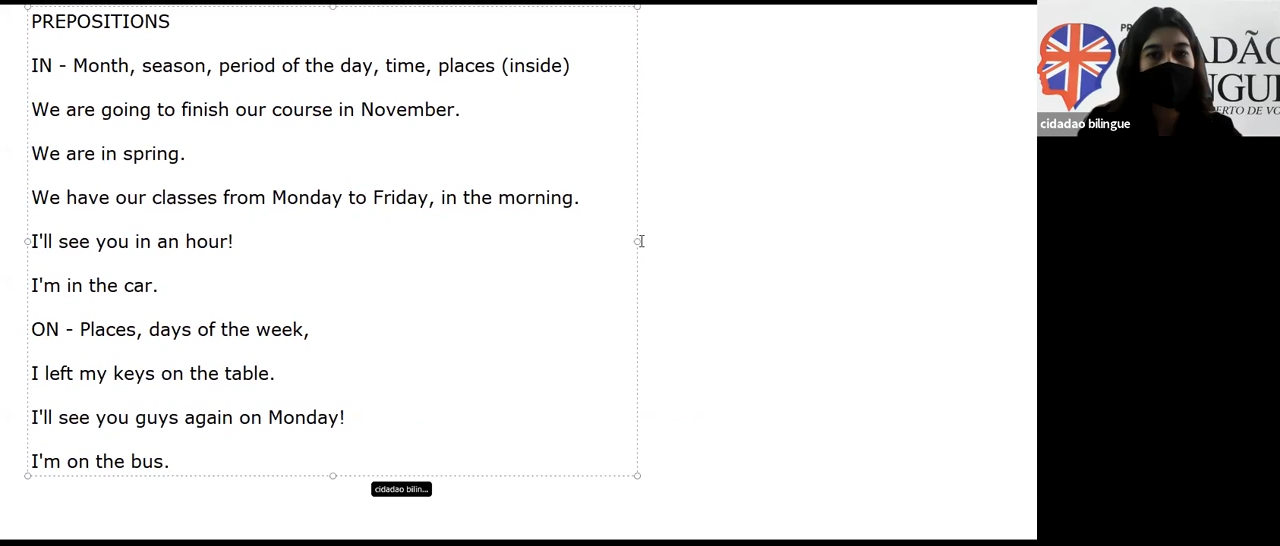 PREPOSITIONS
IN - Month, season, period of the day, time, places (inside)
We are going to finish our course in November.
We are in spring.
We have our classes from Monday to Friday, in the morning.
I'll see you in an hour!
I'm in the car.
ON - Places, days of the week,
I left my keys on the table.
I'll see you guys again on Monday!
I'm on the bus.
cidadao bilin...
cidadao bilingue